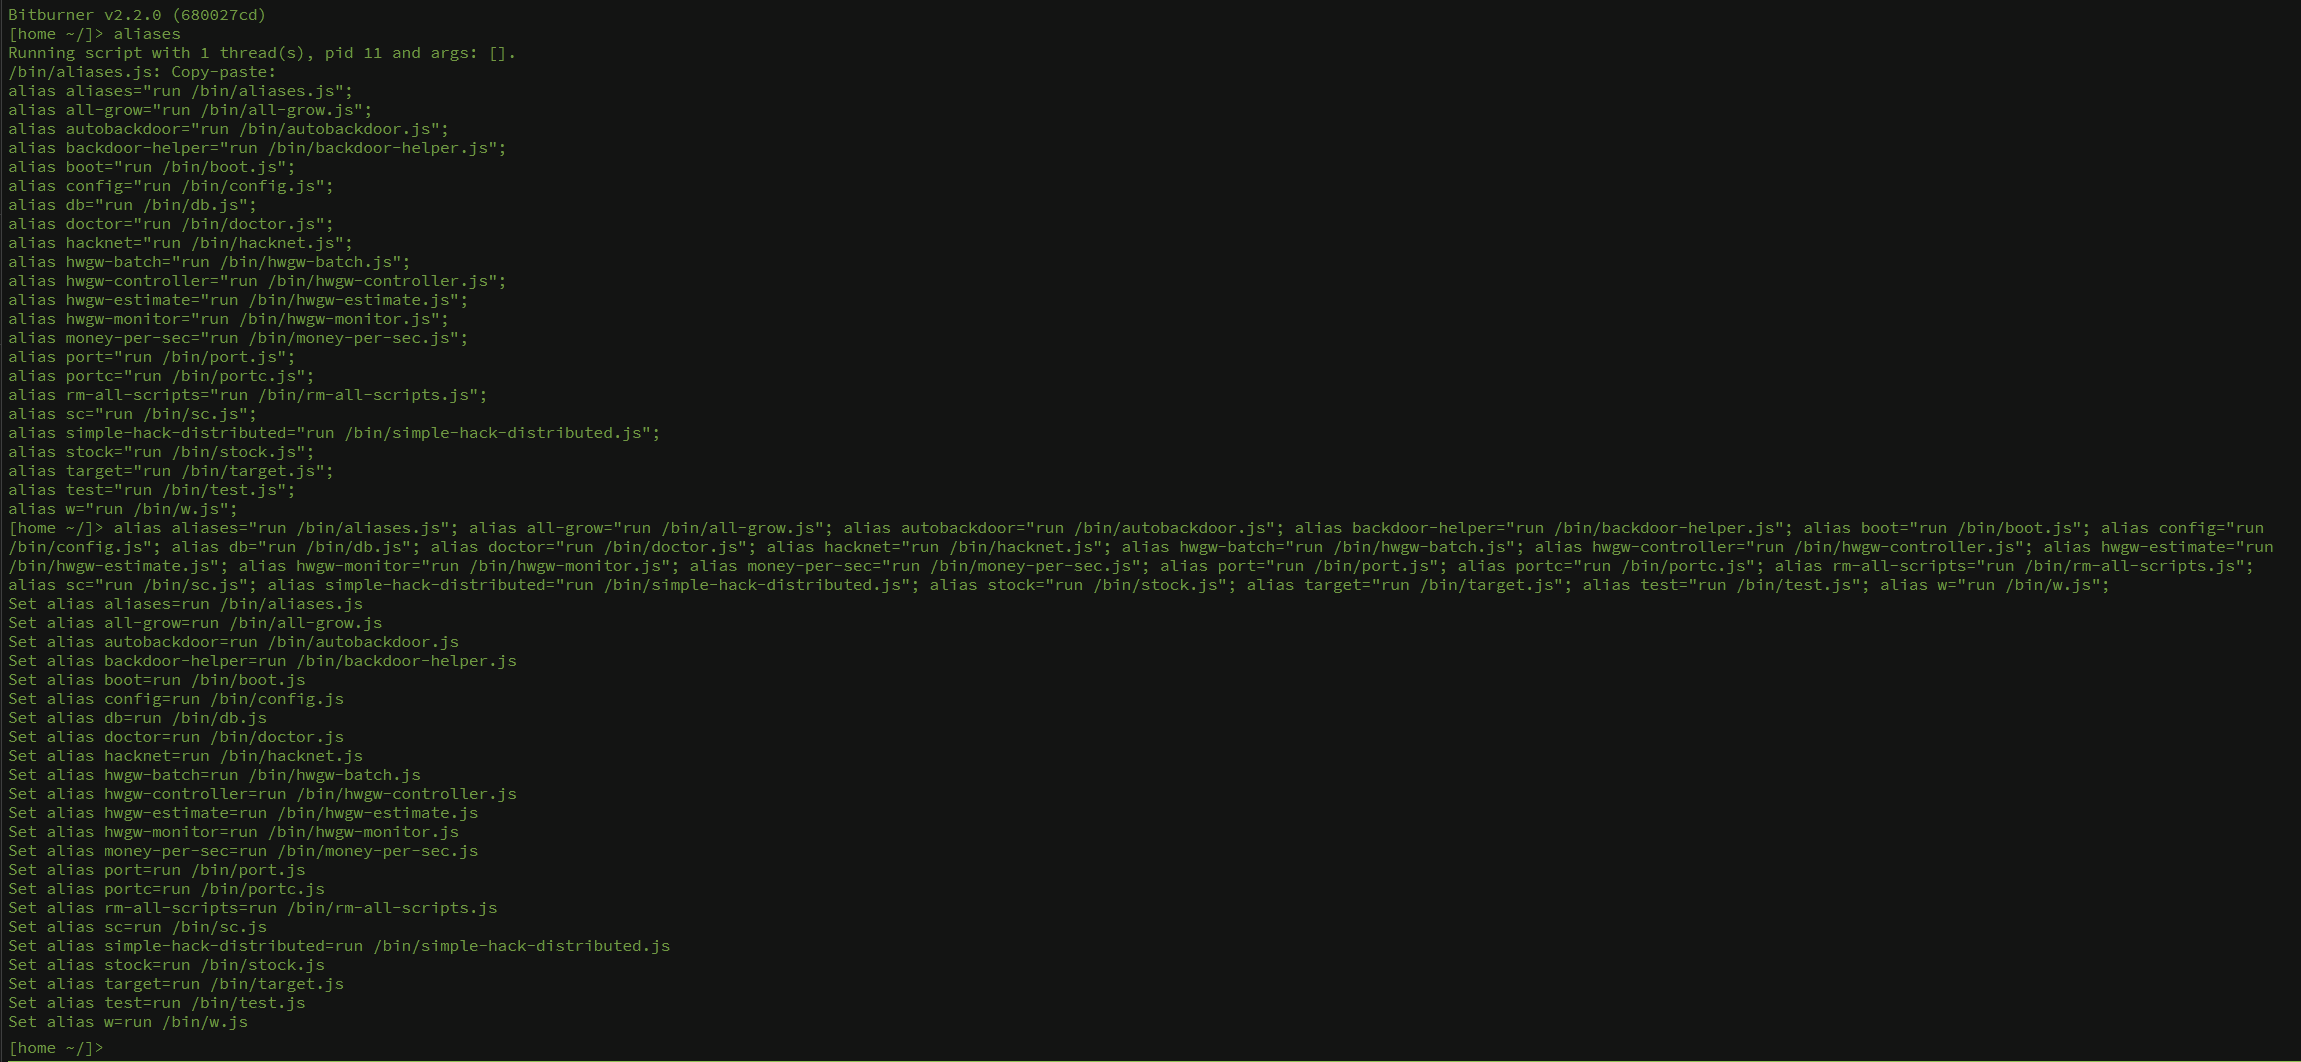 Bitburner v2.2.0 (680027cd)
[home ~/]> aliases
Running script with 1 thread(s), pid 11 and args: [].
/bin/aliases.js: Copy-paste:
alias aliases="run /bin/aliases.js";
alias all-grow="run /bin/all-grow.js";
alias autobackdoor="run /bin/autobackdoor.js";
alias backdoor-helper="run /bin/backdoor-helper.js";
alias boot="run /bin/boot.js";
alias config="run /bin/config.js";
alias db="run /bin/db.js";
alias doctor="run /bin/doctor.js";
alias hacknet="run /bin/hacknet.js";
alias hwgw-batch="run /bin/hwgw-batch.js";
alias hwgw-controller="run /bin/hwgw-controller.js";
alias hwgw-estimate="run /bin/hwgw-estimate.js";
alias hwgw-monitor="run /bin/hwgw-monitor.js";
alias money-per-sec="run /bin/money-per-sec.js";
alias port="run /bin/port.js";
alias portc="run /bin/portc.js";
alias rm-all-scripts="run /bin/rm-all-scripts.js";
alias sc="run /bin/sc.js";
alias simple-hack-distributed="run /bin/simple-hack-distributed.js";
alias stock="run /bin/stock.js";
alias target="run /bin/target.js";
alias test="run /bin/test.js";
alias w="run /bin/w.js";
[home ~/]> alias aliases="run /bin/aliases.js"; alias all-grow="run /bin/all-grow.js"; alias autobackdoor="run /bin/autobackdoor.js"; alias backdoor-helper="run /bin/backdoor-helper.js"; alias boot="run /bin/boot.js"; alias config="run
/bin/config.js"; alias db="run /bin/db.js"; alias doctor="run /bin/doctor.js"; alias hacknet="run /bin/hacknet.js"; alias hwgw-batch="run /bin/hwgw-batch.js"; alias hwgw-controller="run /bin/hwgw-controller.js"; alias hwgw-estimate="run
/bin/hwgw-estimate.js"; alias hwgw-monitor="run /bin/hwgw-monitor.js"; alias money-per-sec="run /bin/money-per-sec.js"; alias port="run /bin/port.js"; alias portc="run /bin/portc.js"; alias rm-all-scripts="run /bin/rm-all-scripts.js";
alias sc="run /bin/sc.js"; alias simple-hack-distributed="run /bin/simple-hack-distributed.js"; alias stock="run /bin/stock.js"; alias target="run /bin/target.js"; alias test="run /bin/test.js"; alias w="run /bin/w.js";
Set alias aliases=run /bin/aliases.js
Set alias all-grow=run /bin/all-grow.js
Set alias autobackdoor=run /bin/autobackdoor.js
Set alias backdoor-helper=run /bin/backdoor-helper.js
Set alias boot=run /bin/boot.js
Set alias config=run /bin/config.js
Set alias db=run /bin/db.js
Set alias doctor=run /bin/doctor.js
Set alias hacknet=run /bin/hacknet.js
Set alias hwgw-batch=run /bin/hwgw-batch.js
Set alias hwgw-controller=run /bin/hwgw-controller.js
Set alias hwgw-estimate=run /bin/hwgw-estimate.js
Set alias hwgw-monitor=run /bin/hwgw-monitor.js
Set alias money-per-sec=run /bin/money-per-sec.js
Set alias port=run /bin/port.js
Set alias portc=run /bin/portc.js
Set alias rm-all-scripts=run /bin/rm-all-scripts.js
Set alias sc=run /bin/sc.js
Set alias simple-hack-distributed=run /bin/simple-hack-distributed.js
Set alias stock=run /bin/stock.js
Set alias target=run /bin/target.js
Set alias test=run /bin/test.js
Set alias w=run /bin/w.js
[home ~/]>